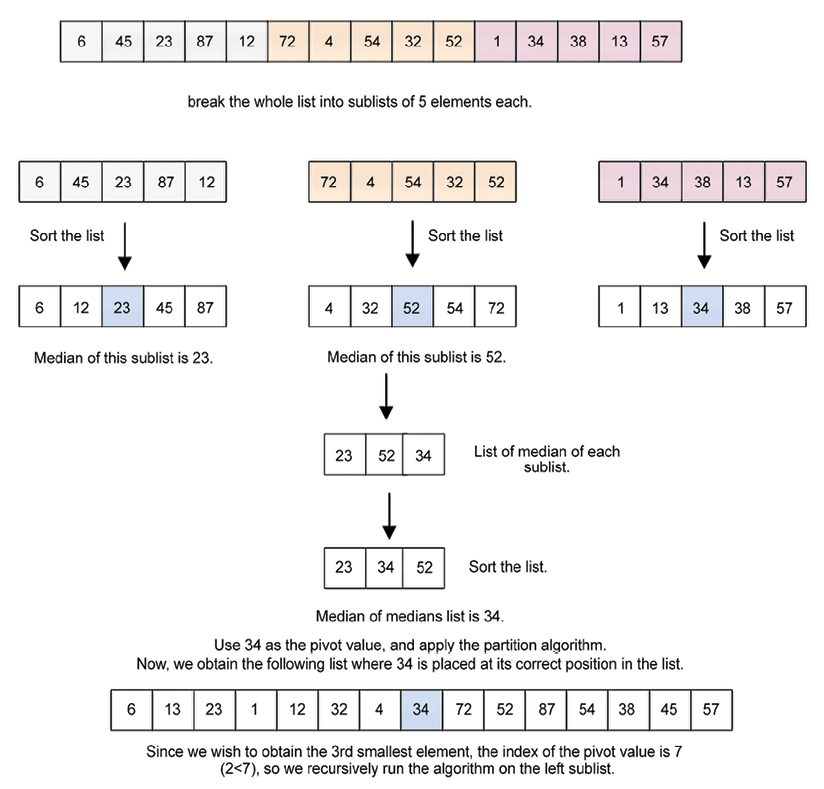 6 45 23 87 12 72 4 54 32 52 1 34 38 13 57
break the whole list into sublists of 5 elements each.
6 45 23 87 12
72 4 54 32 52
1 34 38 13 57
Sort the list
Sort the list
Sort the list
6 12 23 45 87
4 32 52 54 72
1 13 34 38 57
Median of this sublist is 23.
Median of this sublist is 52.
23 52 34
List of median of each
sublist.
23 34 52
Sort the list.
Median of medians list is 34.
Use 34 as the pivot value, and apply the partition algorithm.
Now, we obtain the following list where 34 is placed at its correct position in the list.
6 13 23 1 12 32 4 34 72 52 87 54 38 45 57
Since we wish to obtain the 3rd smallest element, the index of the pivot value is 7
(2<7), so we recursively run the algorithm on the left sublist.